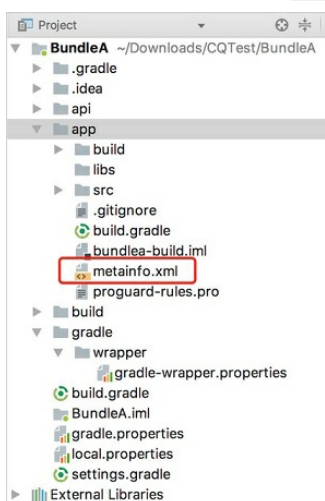 Project
BundleA ~/Downloads/CQTest/BundleA
.gradle
.idea
api
app
build
libs
src
.gitignore
build.gradle
bundlea-build.iml
metainfo.xml
proguard-rules.pro
build
gradle
wrapper
gradle-wrapper.properties
build.gradle
BundleA.iml
gradle.properties
local.properties
settings.gradle
External Libraries